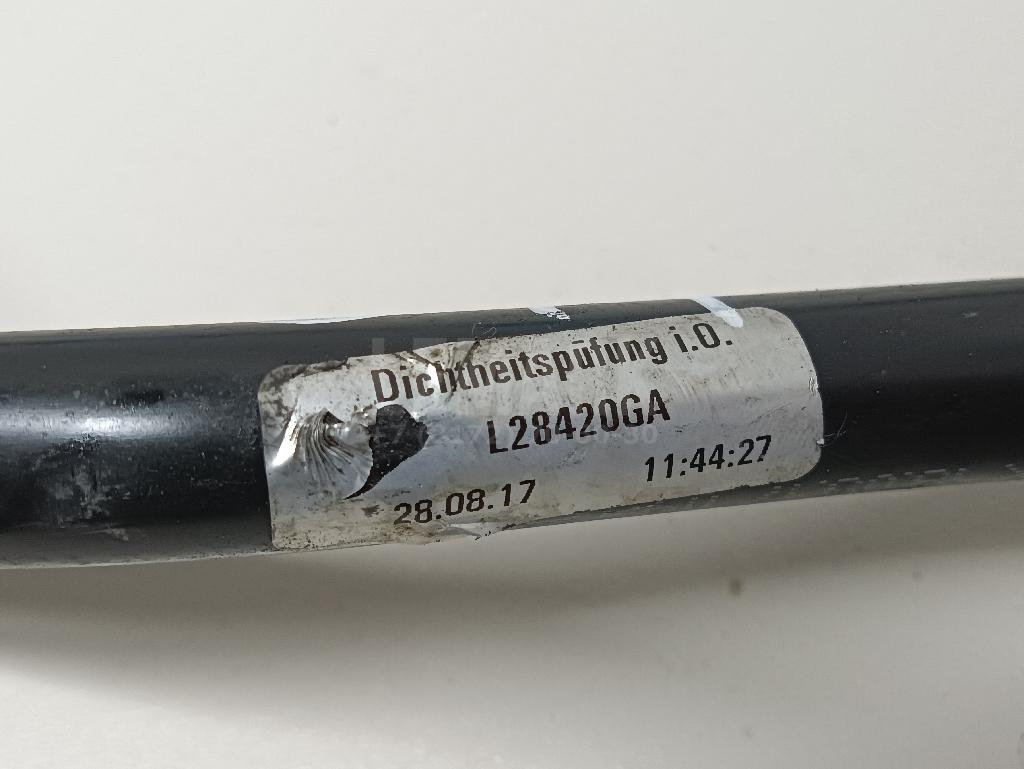 Dichtheitspüfung i.O.
L28420GA
28.08.17 11:44:27